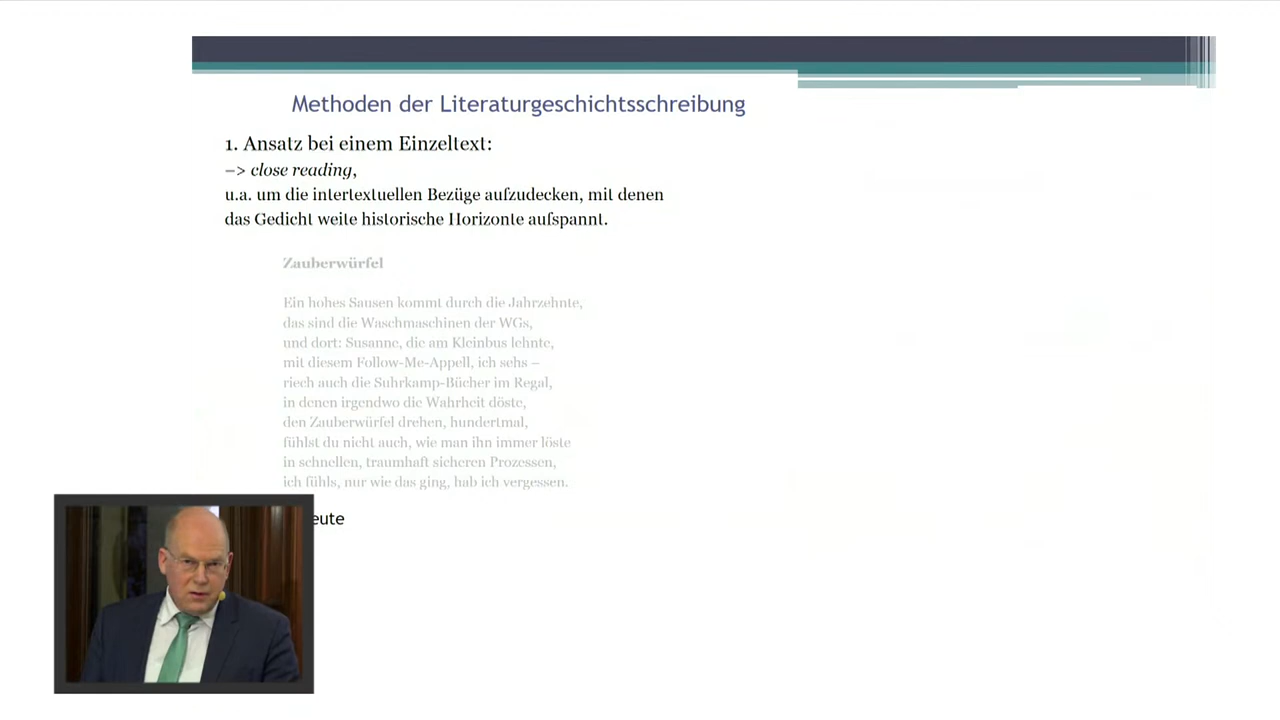 Methoden der Literaturgeschichtsschreibung
1. Ansatz bei einem Einzeltext:
–> close reading,
u.a. um die intertextuellen Bezüge aufzudecken, mit denen
das Gedicht weite historische Horizonte aufspannt.
Zauberwürfel
Ein hohes Sausen kommt durch die Jahrzehnte,
das sind die Waschmaschinen der WGs,
und dort: Susanne, die am Kleinbus lehnte,
mit diesem Follow-Me-Appell, ich sehs –
riech auch die Suhrkamp-Bücher im Regal,
in denen irgendwo die Wahrheit döste,
den Zauberwürfel drehen, hundertmal,
fühlst du nicht auch, wie man ihn immer löste
in schnellen, traumhaft sicheren Prozessen,
ich fühls, nur wie das ging, hab ich vergessen.